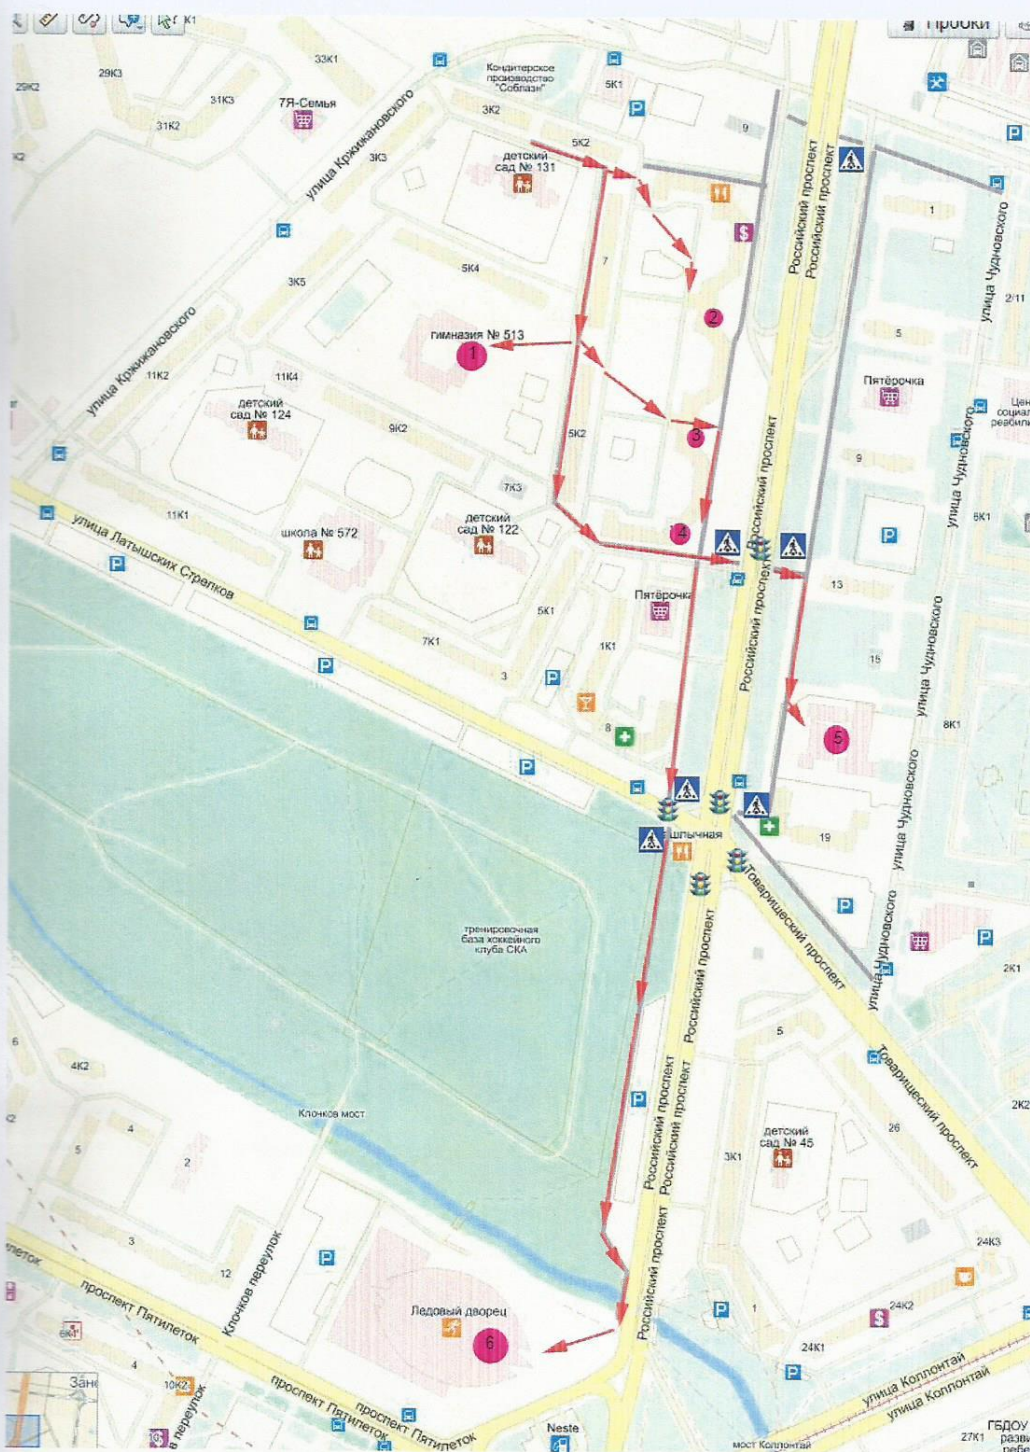 К1
Пробки
33К1
29К3
29К2
31К3
31К2
7Я-Семья
Кондитерское
производство
"Соблазн"
5К1
3К2
9
5К2
3К3
улица Кржижановского
детский
сад № 131
Российский проспект
Российский проспект
1
улица Чудновского
2/11
7
5К4
3К5
2
гимназия № 513
1
5
улица Кржижановского
11К2
11К4
Пятёрочка
детский
сад № 124
9К2
5К2
3
Российский проспект
9
улица Чудновского
7К3
11К1
улица Латышских Стрелков
школа № 572
детский
сад № 122
4
6К1
13
Пятёрочка
5К1
1К1
7К1
3
Российский проспект
15
улица Чудновского
8
5
8К1
19
улица Чудновского
Товарищеский проспект
тренировочная
база хоккейного
клуба СКА
Российский проспект
улица Чудновского
2К1
5
6
4К2
Товарищеский проспект
Клочков мост
4
5
2
детский
сад № 45
26
2К2
3К1
Российский проспект
Российский проспект
3
12
Клочков переулок
24К3
Российский проспект
проспект Пятилеток
Ледовый дворец
6
1
24К2
24К1
улица Коллонтай
улица Коллонтай
4
10К2
проспект Пятилеток
проспект Пятилеток
Neste
мост Коллонтай
27К1
ГБДОУ